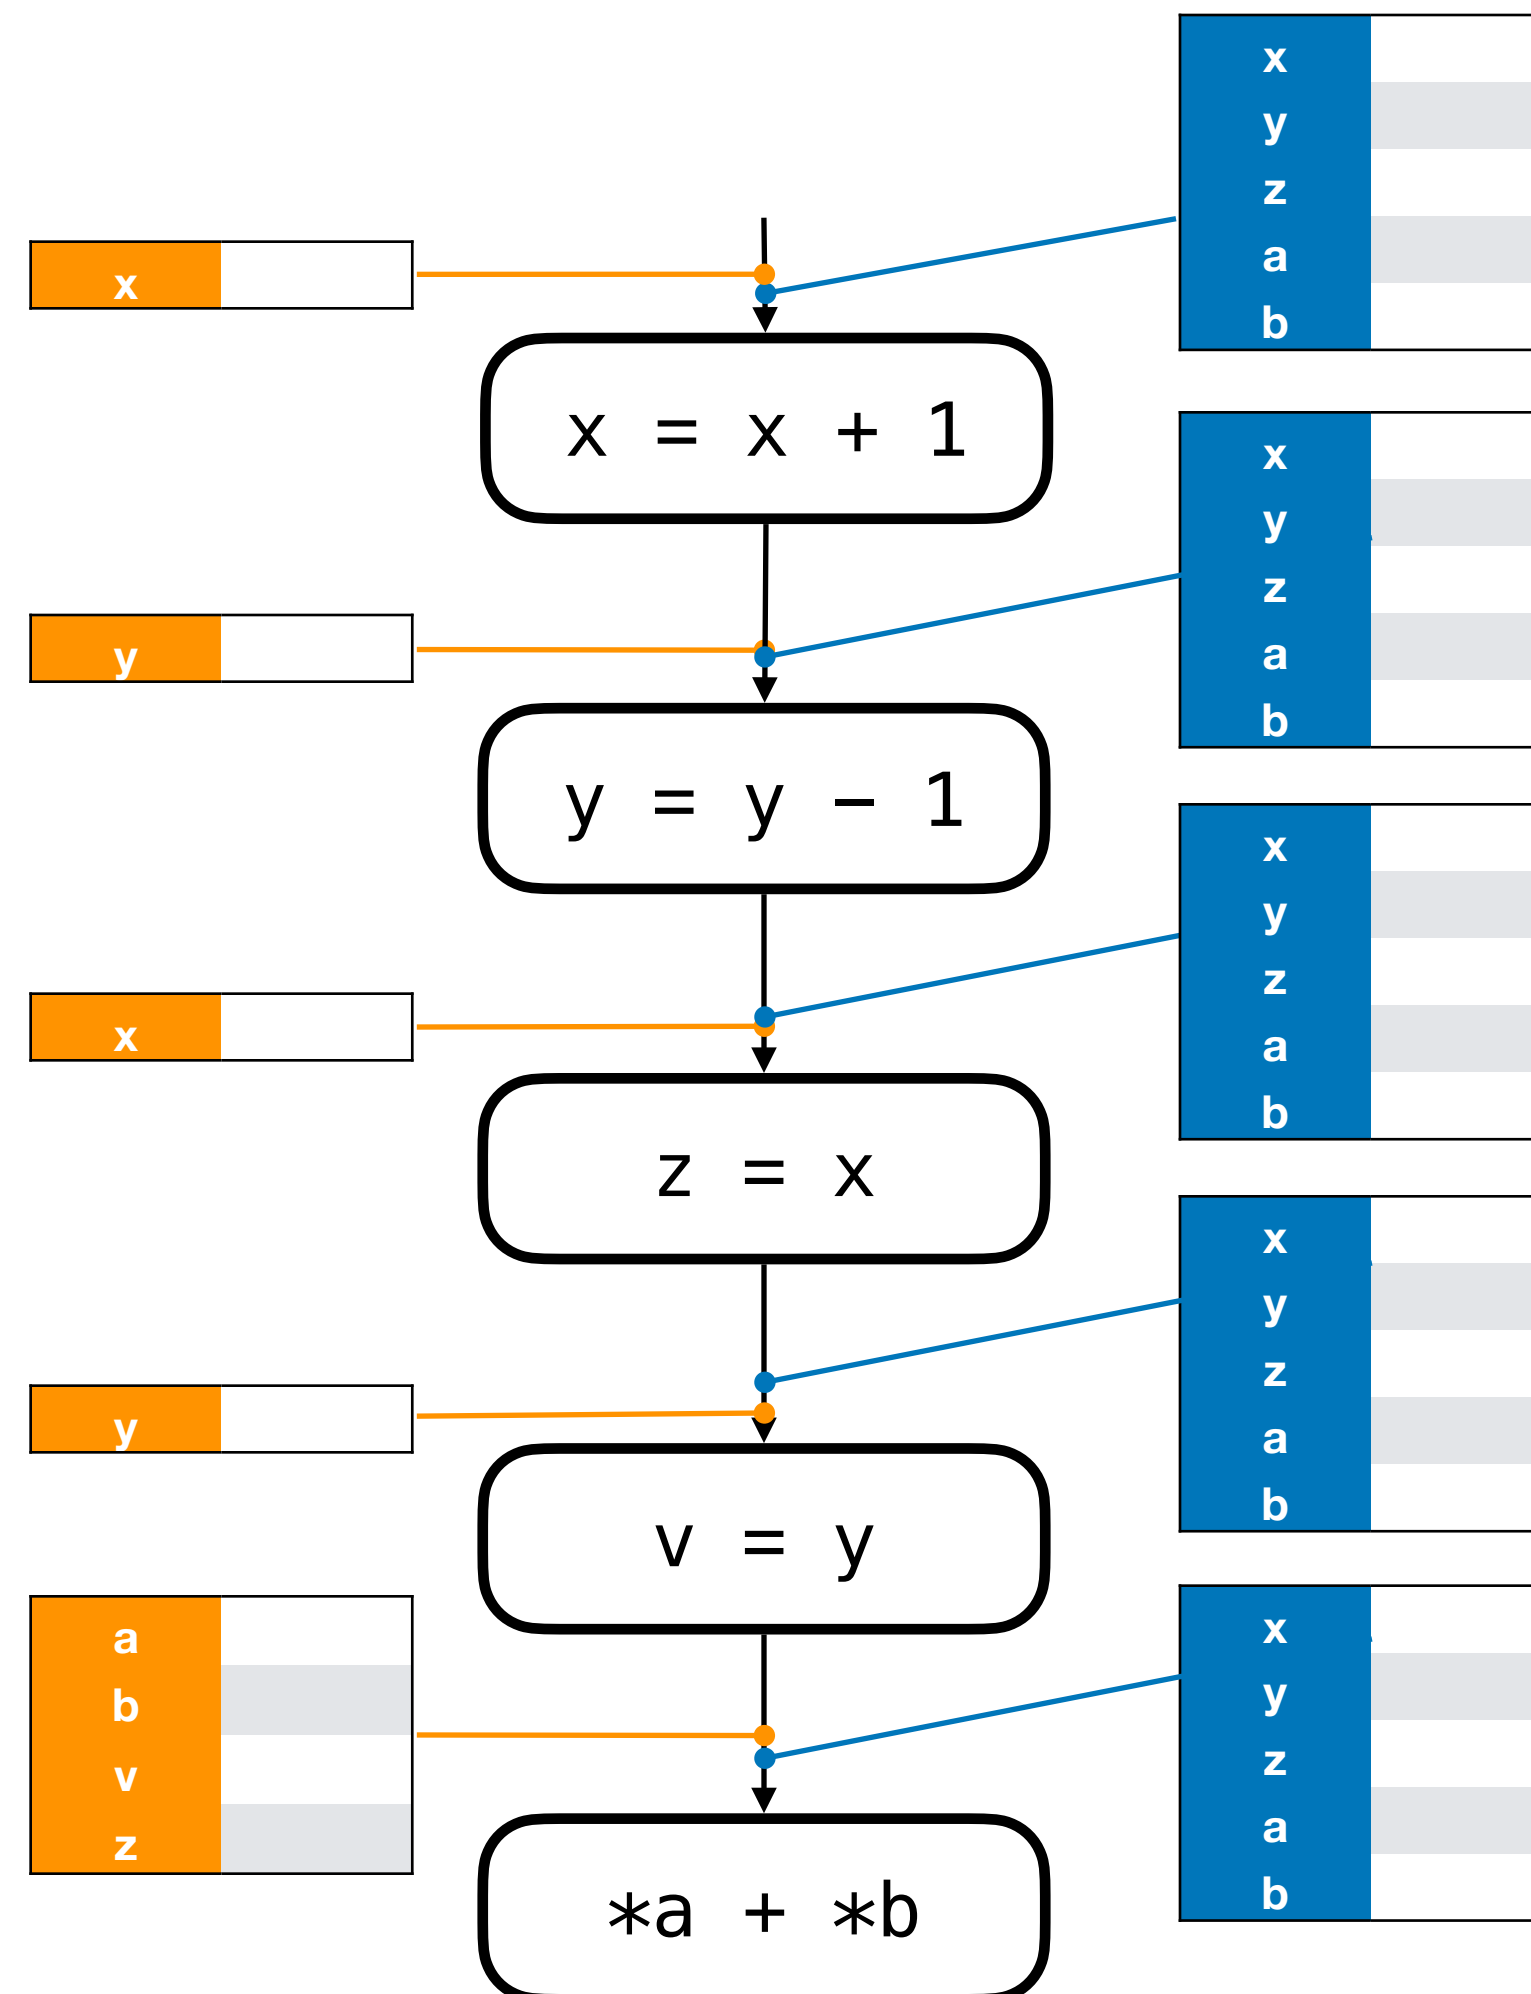 x
y
z
a
b
x
x = x + 1
x
y
z
a
b
y
y = y − 1
x
y
z
a
b
x
z = x
x
y
z
a
b
y
v = y
a
b
v
z
x
y
z
a
b
*a + *b